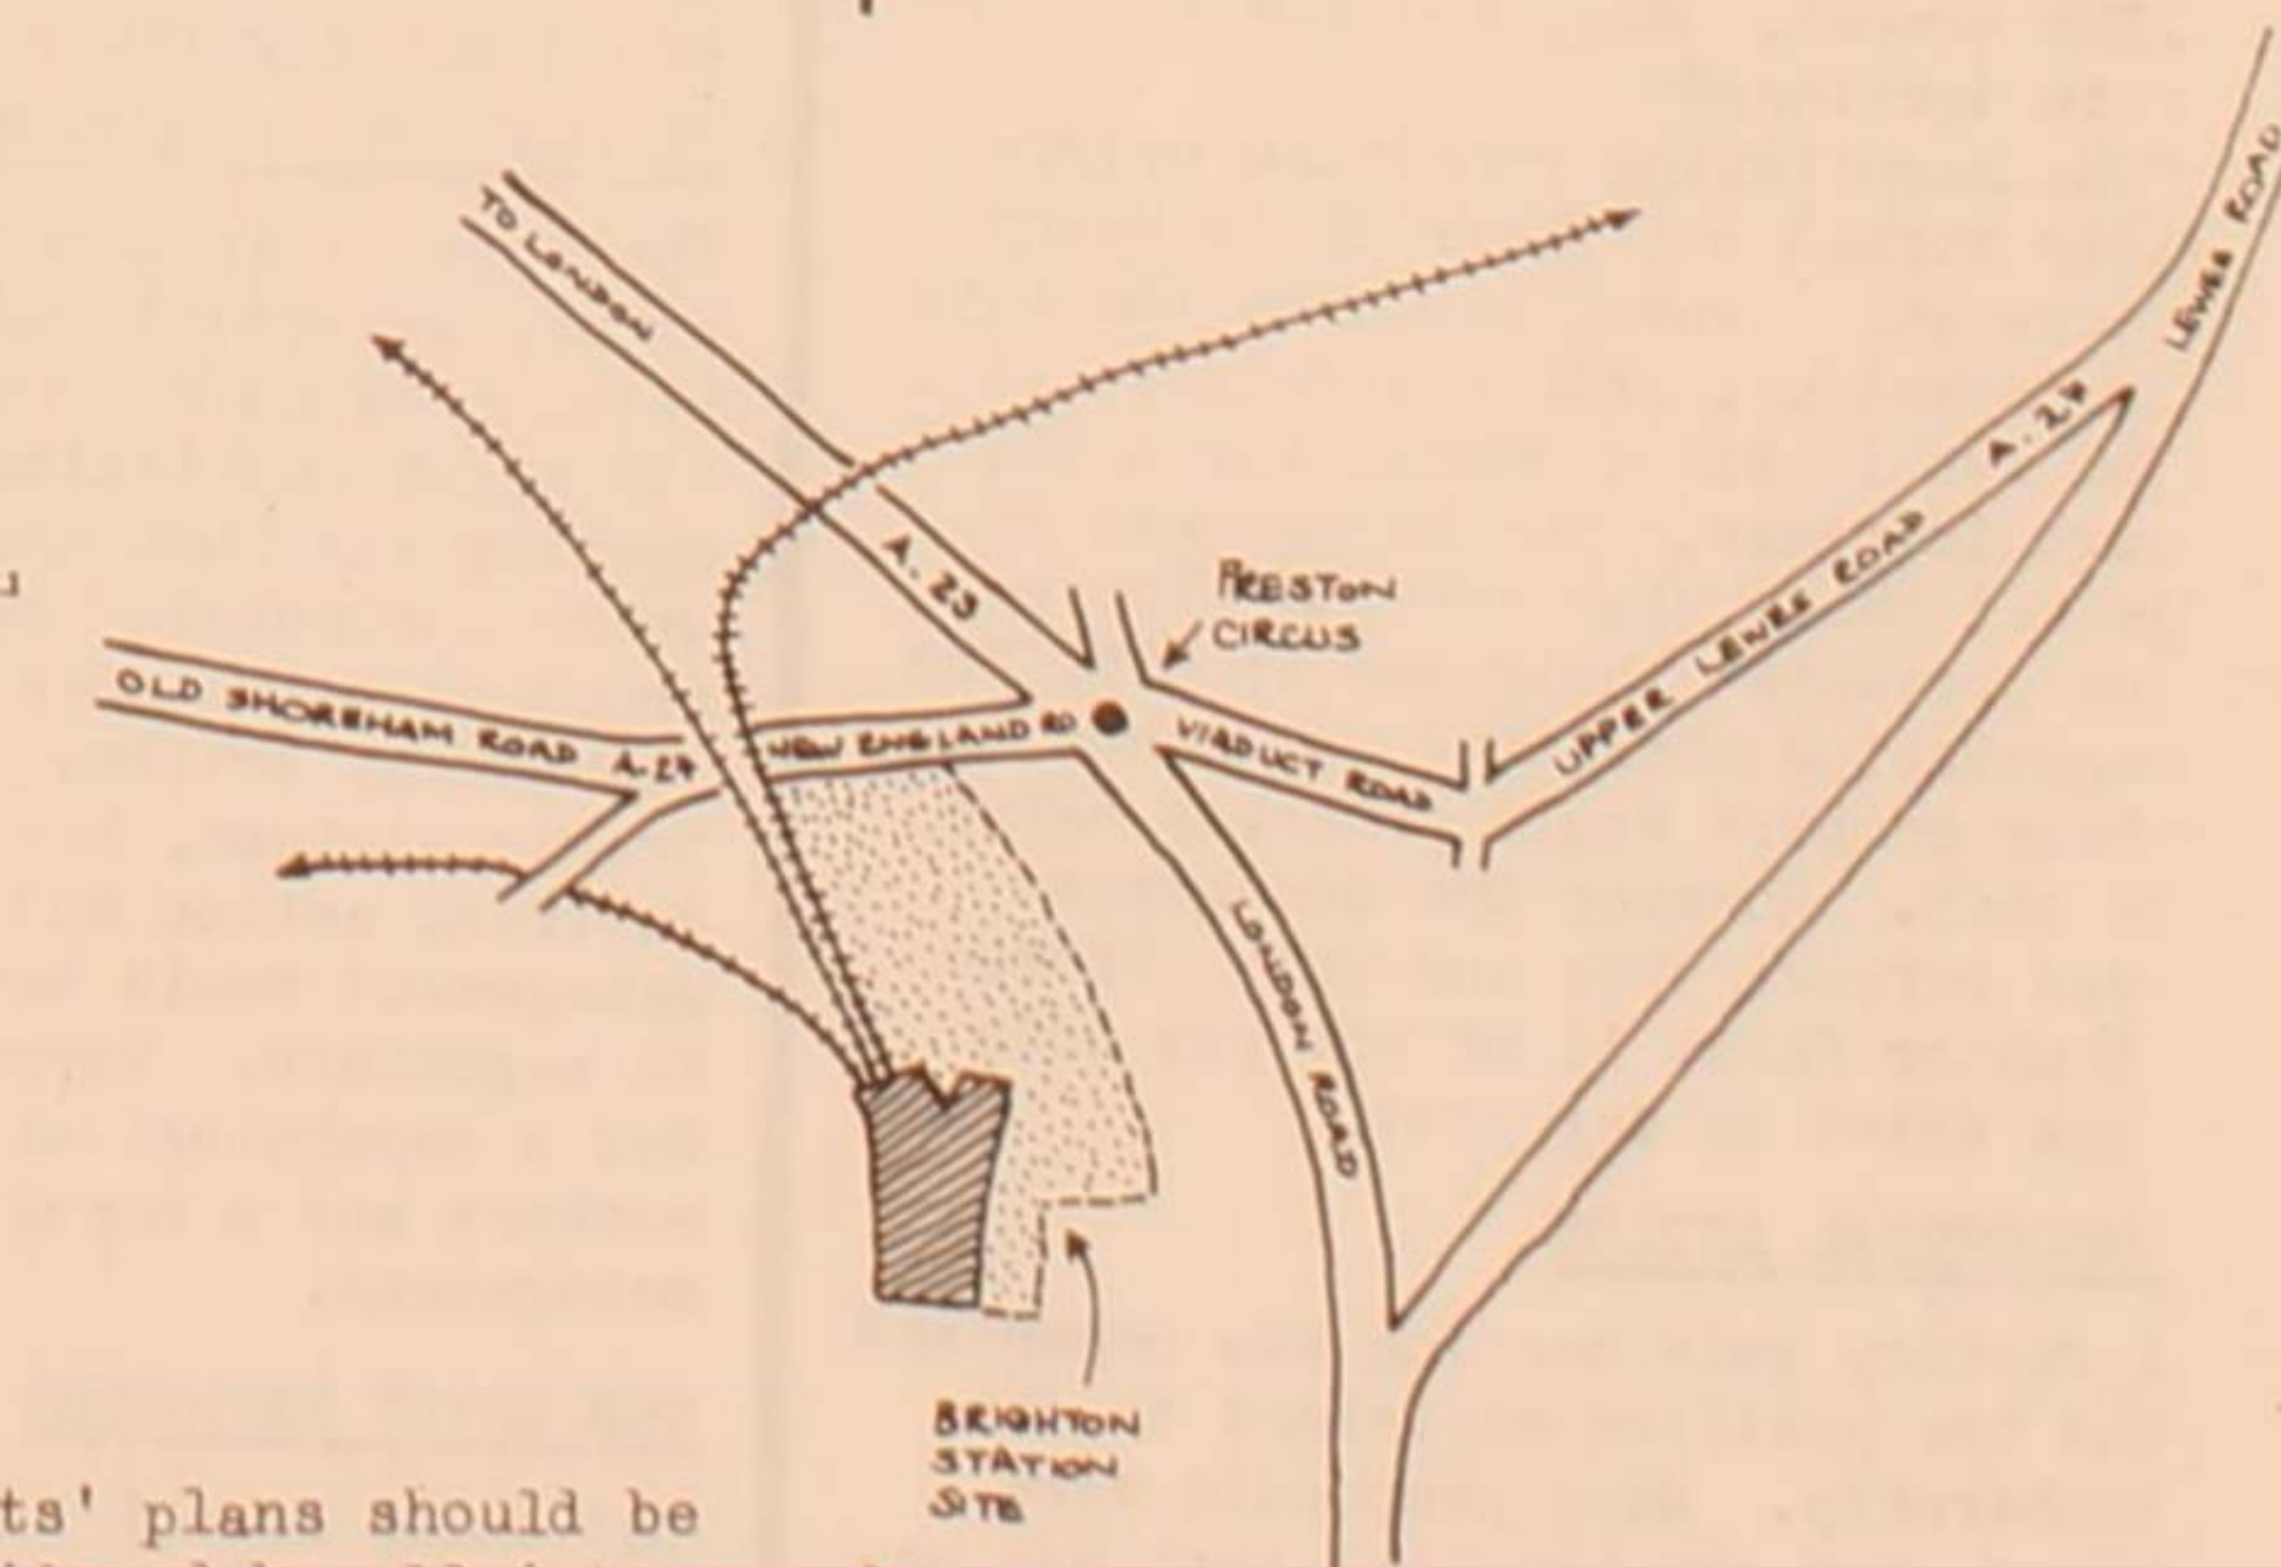 TO LONDON
LEWES ROAD
A. 27
A. 23
PRESTON
CIRCUS
UPPER LEWES ROAD
OLD SHOREHAM ROAD A.27
NEW ENGLAND RD
VIADUCT ROAD
LONDON ROAD
BRIGHTON
STATION
SITE
ts' plans should be